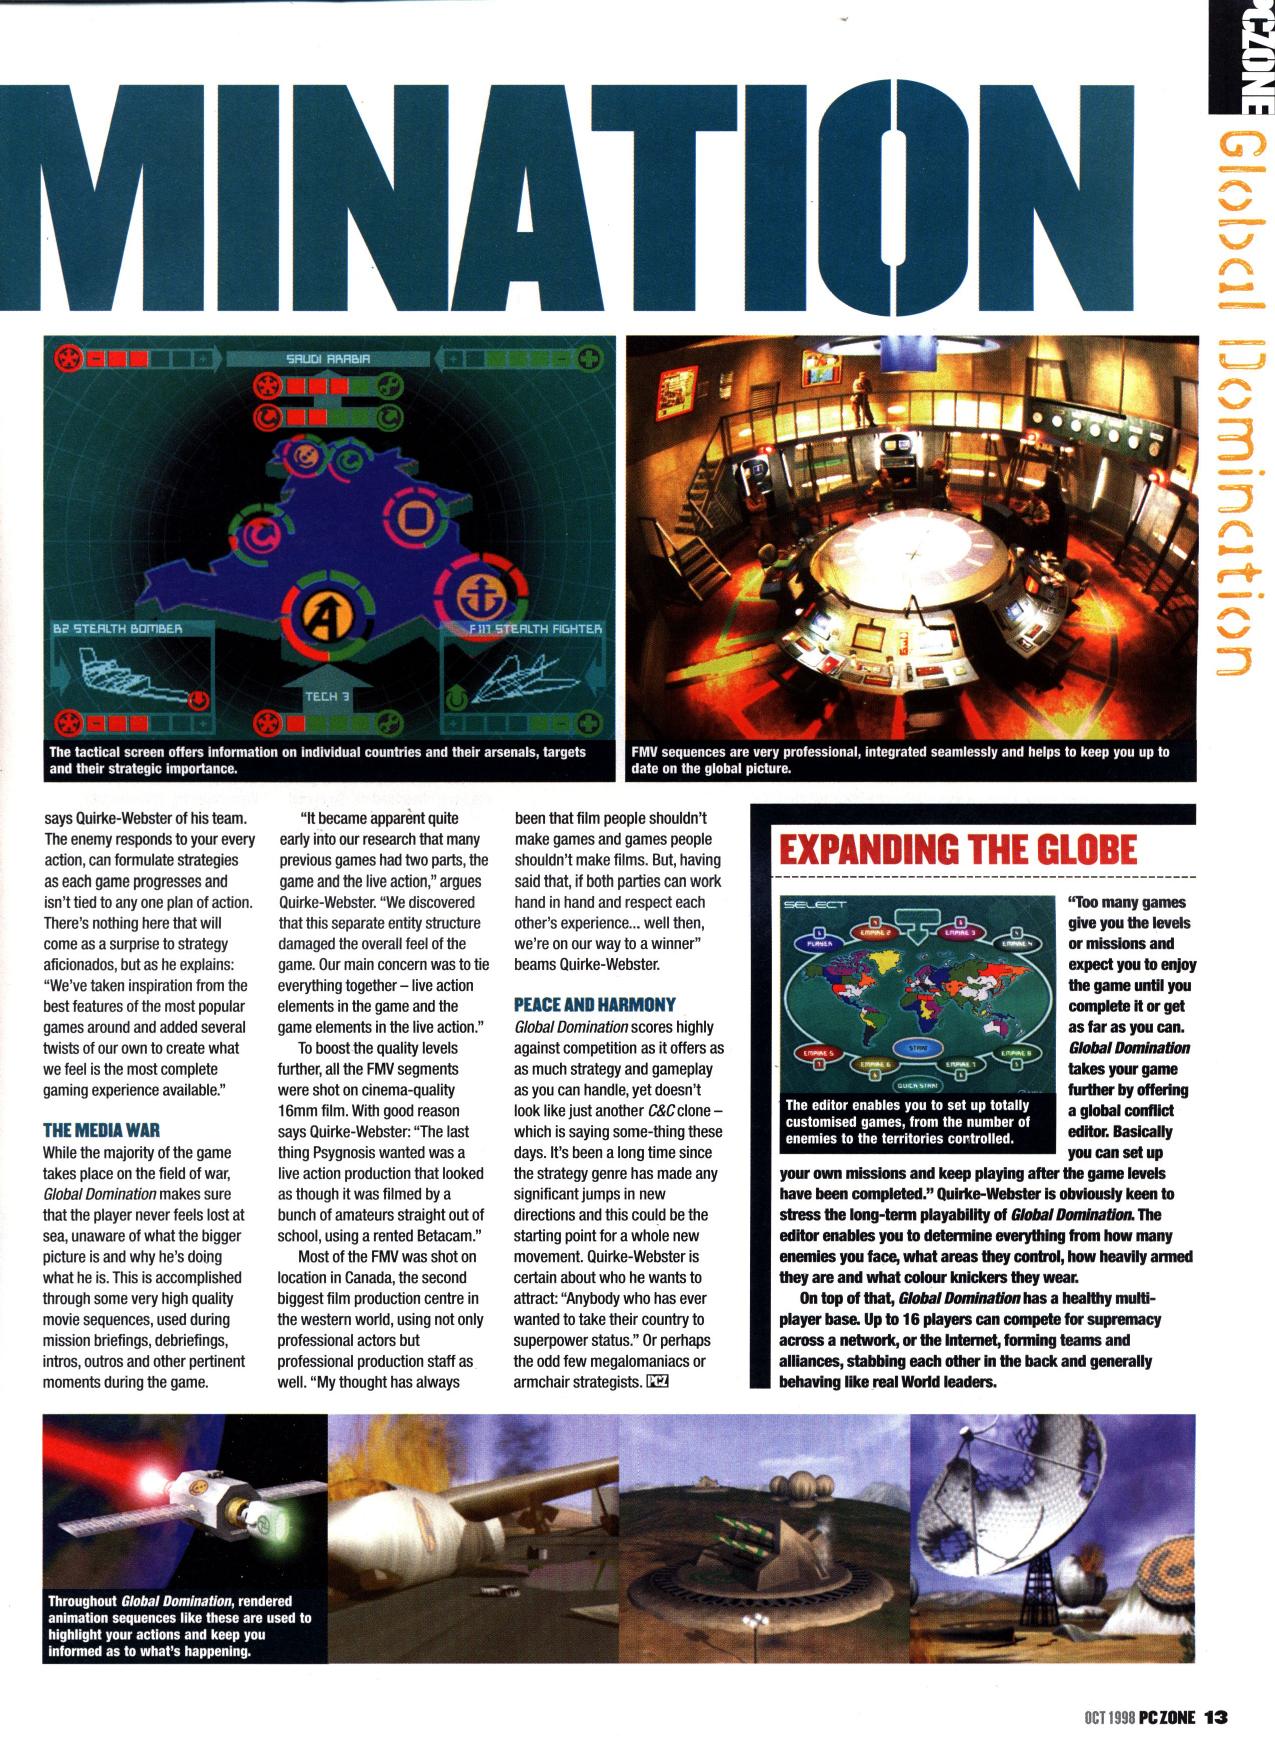 PCZONE
Global Domination
MINATION
SAUDI ARABIA
B2 STEALTH BOMBER
F117 STEALTH FIGHTER
TECH 3
The tactical screen offers information on individual countries and their arsenals, targets
and their strategic importance.
FMV sequences are very professional, integrated seamlessly and helps to keep you up to
date on the global picture.
says Quirke-Webster of his team.
The enemy responds to your every
action, can formulate strategies
as each game progresses and
isn't tied to any one plan of action.
There's nothing here that will
come as a surprise to strategy
aficionados, but as he explains:
“We've taken inspiration from the
best features of the most popular
games around and added several
twists of our own to create what
we feel is the most complete
gaming experience available.”
THE MEDIA WAR
While the majority of the game
takes place on the field of war,
Global Domination makes sure
that the player never feels lost at
sea, unaware of what the bigger
picture is and why he's doing
what he is. This is accomplished
through some very high quality
movie sequences, used during
mission briefings, debriefings,
intros, outros and other pertinent
moments during the game.
“It became apparent quite
early into our research that many
previous games had two parts, the
game and the live action,” argues
Quirke-Webster. “We discovered
that this separate entity structure
damaged the overall feel of the
game. Our main concern was to tie
everything together – live action
elements in the game and the
game elements in the live action.”
To boost the quality levels
further, all the FMV segments
were shot on cinema-quality
16mm film. With good reason
says Quirke-Webster: “The last
thing Psygnosis wanted was a
live action production that looked
as though it was filmed by a
bunch of amateurs straight out of
school, using a rented Betacam.”
Most of the FMV was shot on
location in Canada, the second
biggest film production centre in
the western world, using not only
professional actors but
professional production staff as
well. “My thought has always
been that film people shouldn't
make games and games people
shouldn't make films. But, having
said that, if both parties can work
hand in hand and respect each
other's experience... well then,
we're on our way to a winner”
beams Quirke-Webster.
PEACE AND HARMONY
Global Domination scores highly
against competition as it offers as
as much strategy and gameplay
as you can handle, yet doesn't
look like just another C&C clone –
which is saying some-thing these
days. It's been a long time since
the strategy genre has made any
significant jumps in new
directions and this could be the
starting point for a whole new
movement. Quirke-Webster is
certain about who he wants to
attract: “Anybody who has ever
wanted to take their country to
superpower status.” Or perhaps
the odd few megalomaniacs or
armchair strategists. PCZ
EXPANDING THE GLOBE
SELECT
PLAYER
EMPIRE 2
EMPIRE 3
EMPIRE 4
EMPIRE 5
EMPIRE 6
START
EMPIRE 7
EMPIRE 8
QUICK START
The editor enables you to set up totally
customised games, from the number of
enemies to the territories controlled.
“Too many games
give you the levels
or missions and
expect you to enjoy
the game until you
complete it or get
as far as you can.
Global Domination
takes your game
further by offering
a global conflict
editor. Basically
you can set up
your own missions and keep playing after the game levels
have been completed.” Quirke-Webster is obviously keen to
stress the long-term playability of Global Domination. The
editor enables you to determine everything from how many
enemies you face, what areas they control, how heavily armed
they are and what colour knickers they wear.
On top of that, Global Domination has a healthy multi-
player base. Up to 16 players can compete for supremacy
across a network, or the Internet, forming teams and
alliances, stabbing each other in the back and generally
behaving like real World leaders.
Throughout Global Domination, rendered
animation sequences like these are used to
highlight your actions and keep you
informed as to what's happening.
OCT 1998 PC ZONE 13